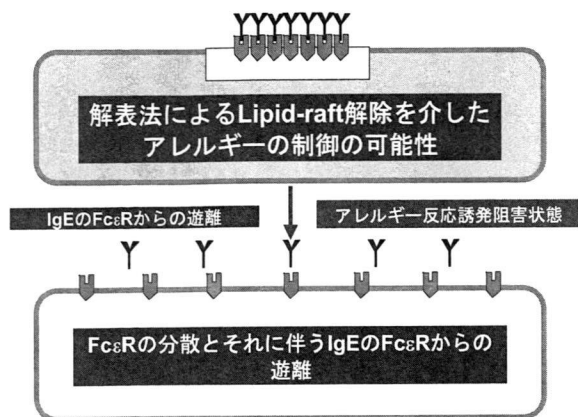 解表法によるLipid-raft解除を介した
アレルギーの制御の可能性
IgEのFcεRからの遊離
アレルギー反応誘発阻害状態
FcεRの分散とそれに伴うIgEのFcεRからの
遊離